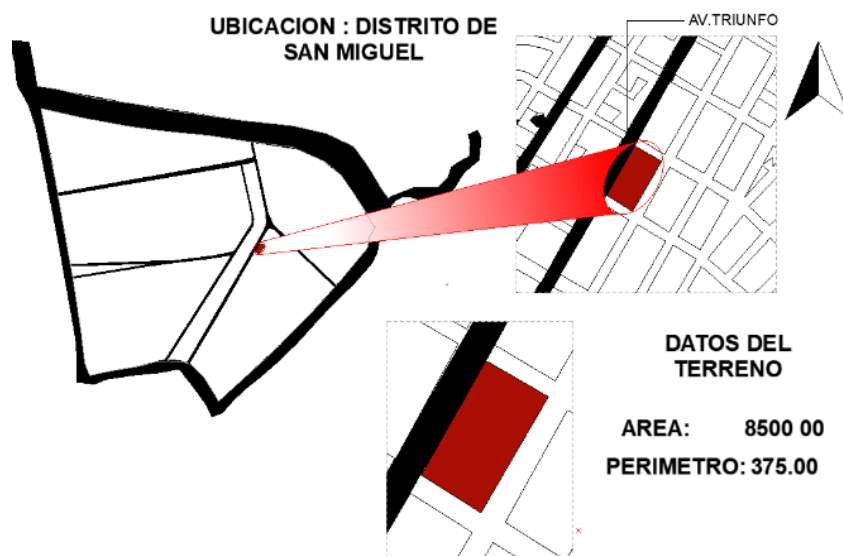 UBICACION : DISTRITO DE
SAN MIGUEL
AV.TRIUNFO
DATOS DEL
TERRENO
AREA: 8500 00
PERIMETRO: 375.00